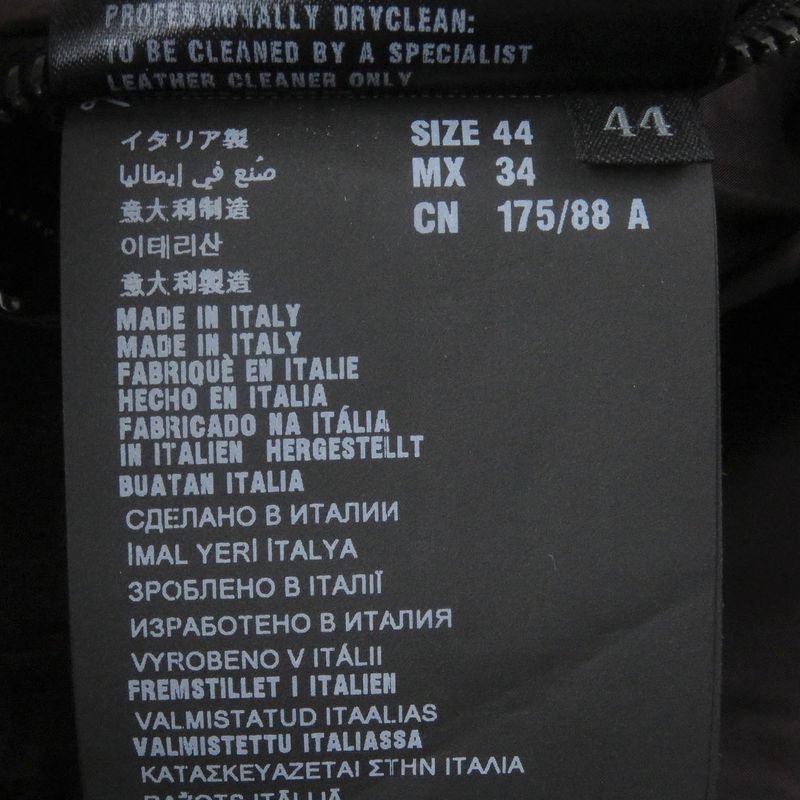 PROFESSIONALLY DRYCLEAN:
TO BE CLEANED BY A SPECIALIST
LEATHER CLEANER ONLY
44
イタリア製
صُنع في إيطاليا
意大利制造
이태리산
意大利製造
SIZE 44
MX 34
CN 175/88 A
MADE IN ITALY
MADE IN ITALY
FABRIQUÈ EN ITALIE
HECHO EN ITALIA
FABRICADO NA ITÁLIA
IN ITALIEN HERGESTELLT
BUATAN ITALIA
СДЕЛАНО В ИТАЛИИ
İMAL YERİ İTALYA
ЗРОБЛЕНО В ІТАЛІЇ
ИЗРАБОТЕНО В ИТАЛИЯ
VYROBENO V ITÁLII
FREMSTILLET I ITALIEN
VALMISTATUD ITAALIAS
VALMISTETTU ITALIASSA
ΚΑΤΑΣΚΕΥΑΖΕΤΑΙ ΣΤΗΝ ΙΤΑΛΙΑ
RAŽOTS ITĀLIJĀ